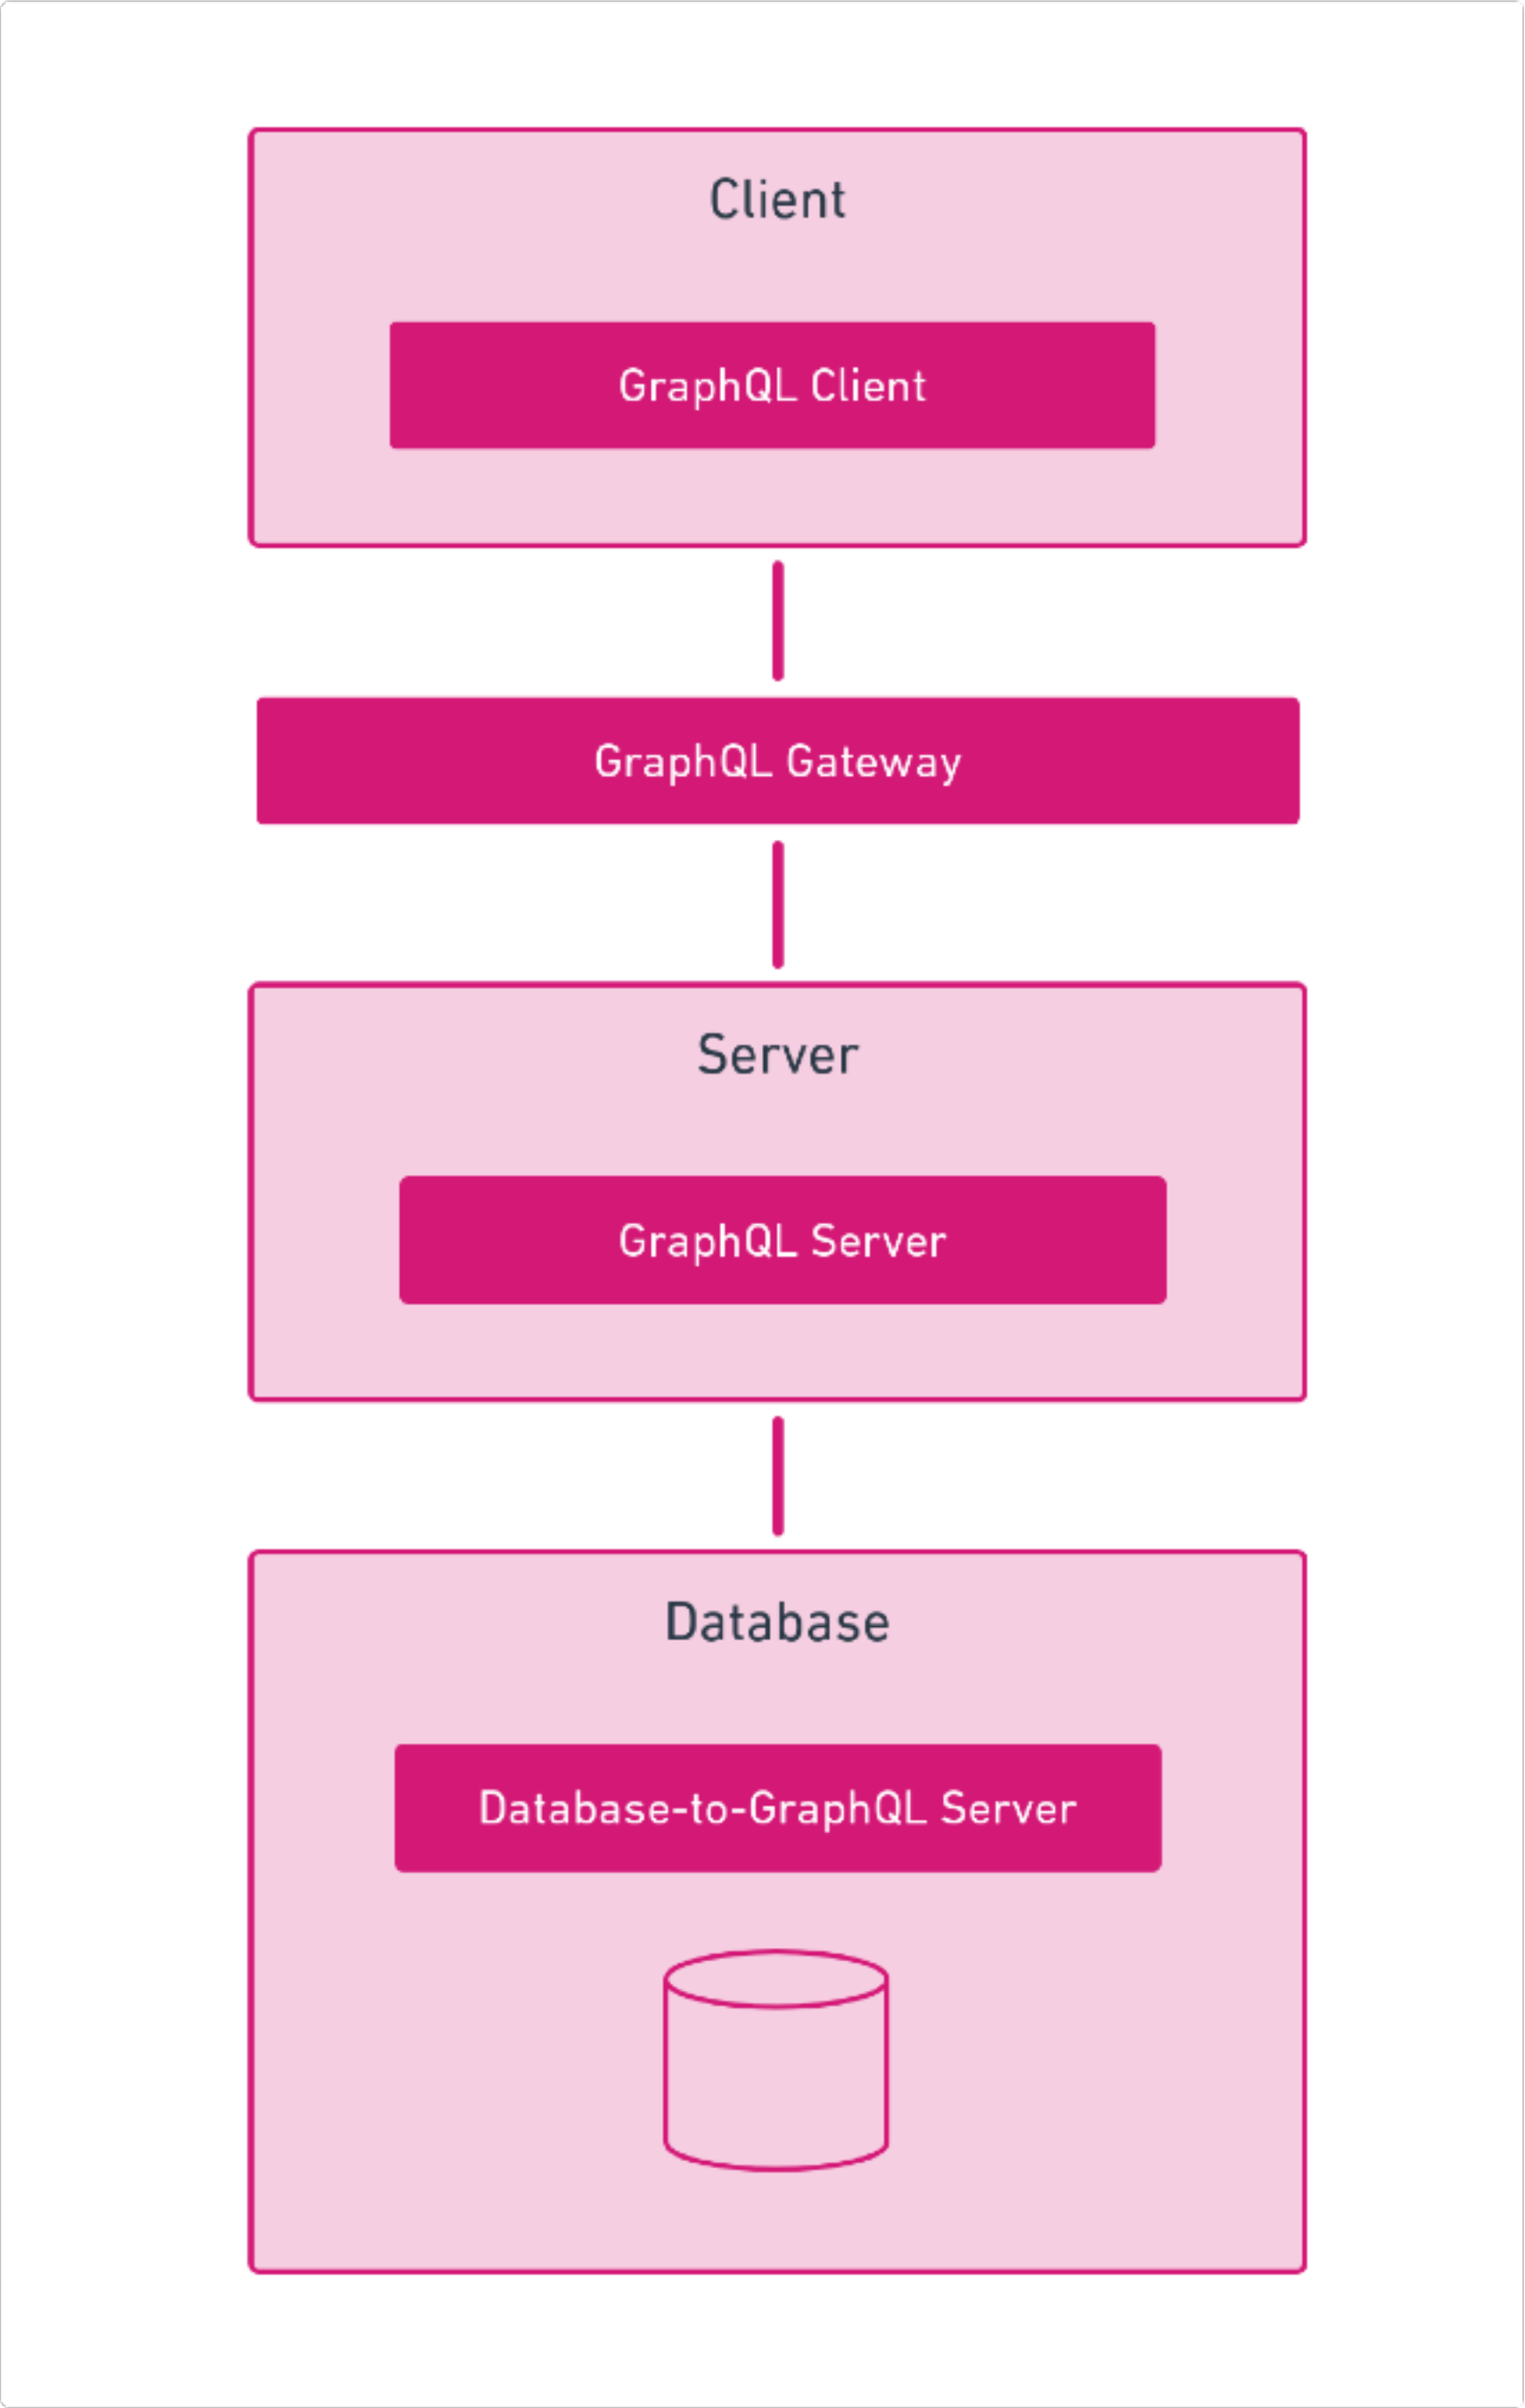 Client
GraphQL Client
GraphQL Gateway
Server
GraphQL Server
Database
Database-to-GraphQL Server